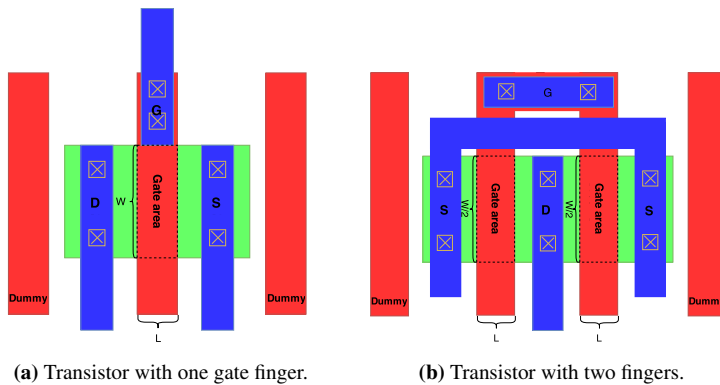 G
D
W
Gate area
S
Dummy
Dummy
L
(a) Transistor with one gate finger.
G
S
W/2
Gate area
D
W/2
Gate area
S
Dummy
Dummy
L
L
(b) Transistor with two fingers.